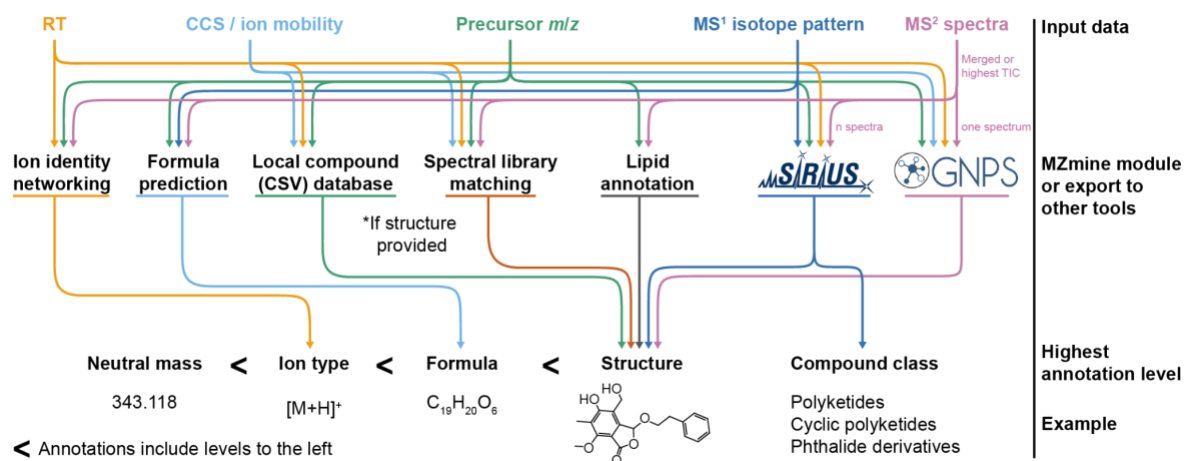 RT
CCS / ion mobility
Precursor m/z
MS¹ isotope pattern
MS² spectra
Input data
Merged or
highest TIC
n spectra
one spectrum
Ion identity
networking
Formula
prediction
Local compound
(CSV) database
Spectral library
matching
Lipid
annotation
SIRIUS
GNPS
MZmine module
or export to
other tools
*If structure
provided
Neutral mass < Ion type < Formula < Structure
Compound class
Highest
annotation level
343.118
[M+H]⁺
C₁₉H₂₀O₆
HO
HO
O
O
O
O
Polyketides
Cyclic polyketides
Phthalide derivatives
Example
< Annotations include levels to the left